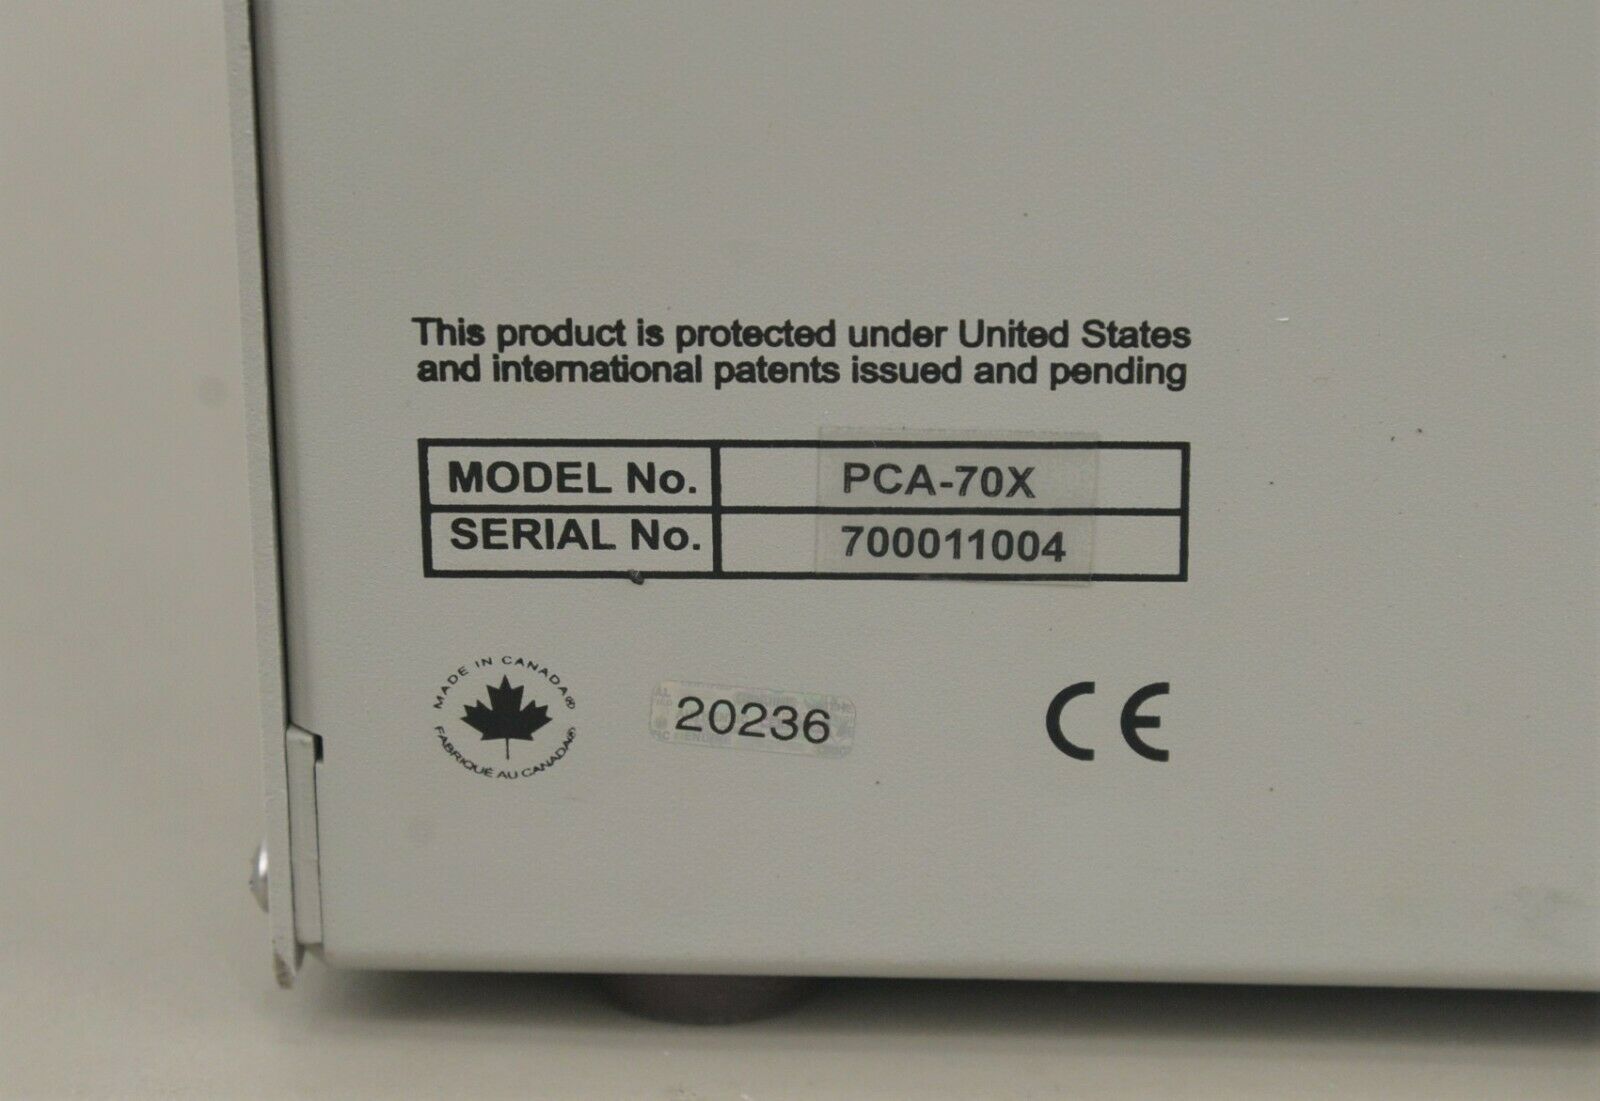 This product is protected under United States
and international patents issued and pending
MODEL No. PCA-70X
SERIAL No. 700011004
MADE IN CANADA®
FABRIQUÉ AU CANADA®
20236
CE